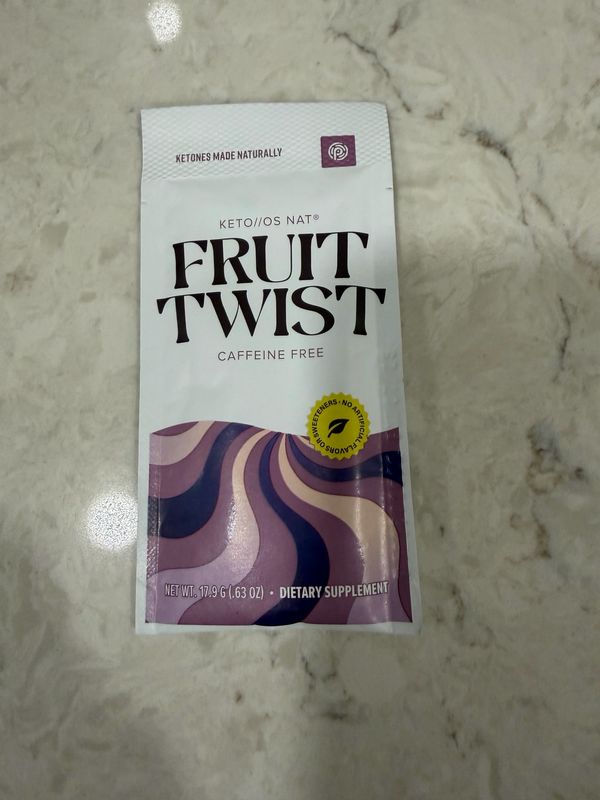 KETONES MADE NATURALLY
KETO//OS NAT®
FRUIT
TWIST
CAFFEINE FREE
NO ARTIFICIAL FLAVORS OR SWEETENERS •
NET WT. 17.9 G (.63 OZ) • DIETARY SUPPLEMENT